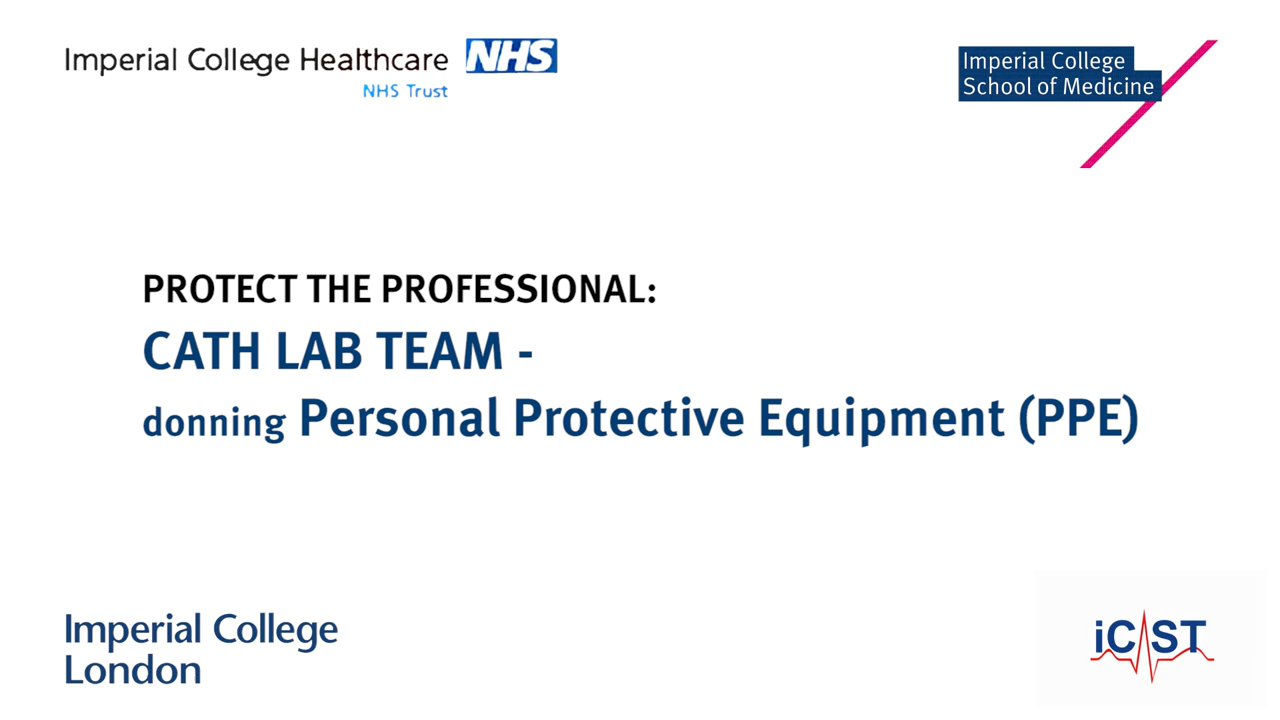 Imperial College Healthcare NHS
NHS Trust
Imperial College
School of Medicine
PROTECT THE PROFESSIONAL:
CATH LAB TEAM -
donning Personal Protective Equipment (PPE)
Imperial College
London
iCST